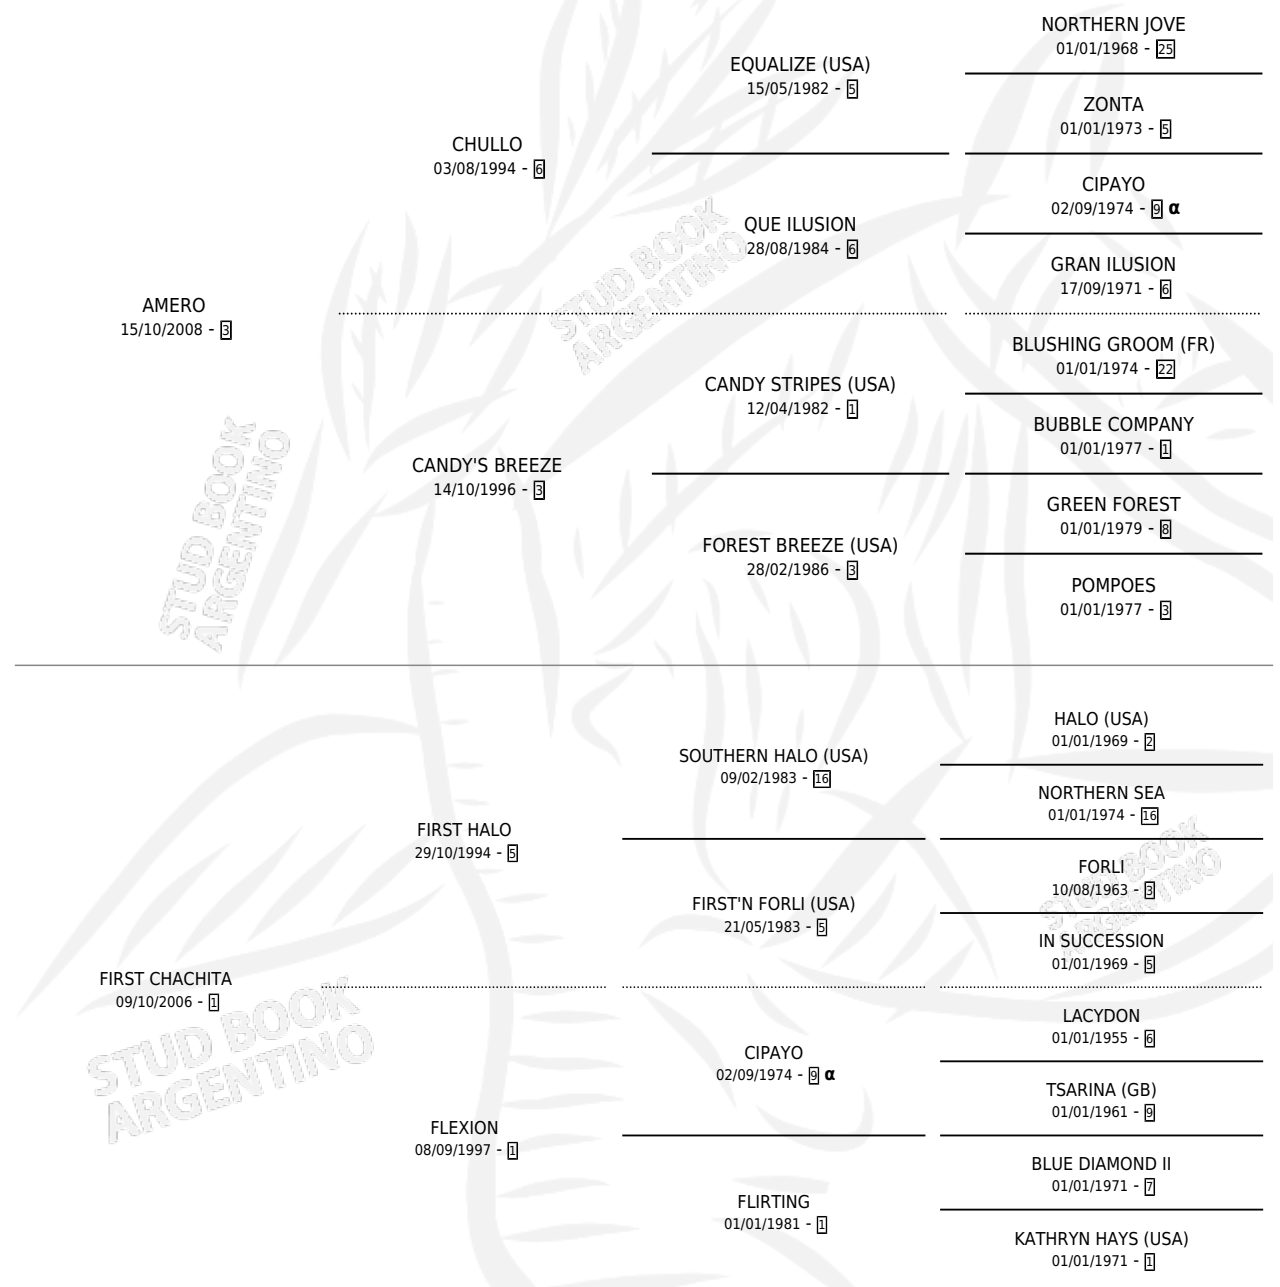 NORTHERN JOVE
01/01/1968 - 25
EQUALIZE (USA)
15/05/1982 - 5
ZONTA
01/01/1973 - 5
CHULLO
03/08/1994 - 6
CIPAYO
02/09/1974 - 9 α
QUE ILUSION
28/08/1984 - 6
GRAN ILUSION
17/09/1971 - 6
AMERO
15/10/2008 - 3
BLUSHING GROOM (FR)
01/01/1974 - 22
CANDY STRIPES (USA)
12/04/1982 - 1
BUBBLE COMPANY
01/01/1977 - 1
CANDY'S BREEZE
14/10/1996 - 3
GREEN FOREST
01/01/1979 - 8
FOREST BREEZE (USA)
28/02/1986 - 3
POMPOES
01/01/1977 - 3
HALO (USA)
01/01/1969 - 2
SOUTHERN HALO (USA)
09/02/1983 - 16
NORTHERN SEA
01/01/1974 - 16
FIRST HALO
29/10/1994 - 5
FORLI
10/08/1963 - 3
FIRST'N FORLI (USA)
21/05/1983 - 5
IN SUCCESSION
01/01/1969 - 5
FIRST CHACHITA
09/10/2006 - 1
LACYDON
01/01/1955 - 6
CIPAYO
02/09/1974 - 9 α
TSARINA (GB)
01/01/1961 - 9
FLEXION
08/09/1997 - 1
BLUE DIAMOND II
01/01/1971 - 7
FLIRTING
01/01/1981 - 1
KATHRYN HAYS (USA)
01/01/1971 - 1
STUD BOOK
ARGENTINO
STUD BOOK
ARGENTINO
STUD BOOK
ARGENTINO
STUD BOOK
ARGENTINO